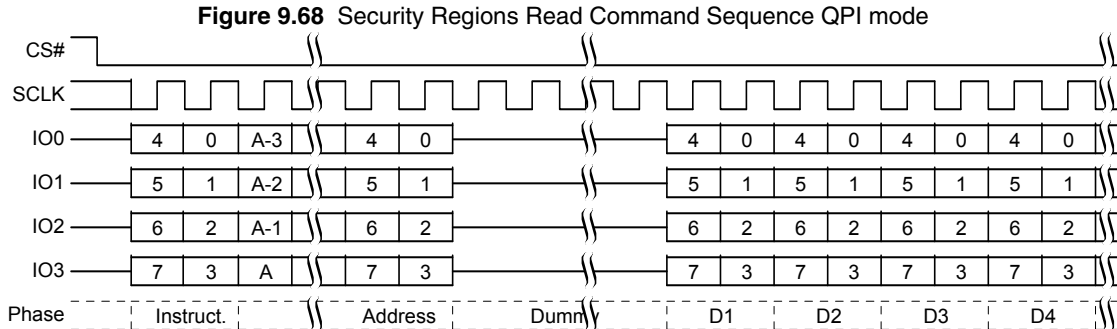 Figure 9.68 Security Regions Read Command Sequence QPI mode
CS#
SCLK
IO0 4 0 A-3 4 0 4 0 4 0 4 0 4 0
IO1 5 1 A-2 5 1 5 1 5 1 5 1 5 1
IO2 6 2 A-1 6 2 6 2 6 2 6 2 6 2
IO3 7 3 A 7 3 7 3 7 3 7 3 7 3
Phase Instruct. Address Dummy D1 D2 D3 D4